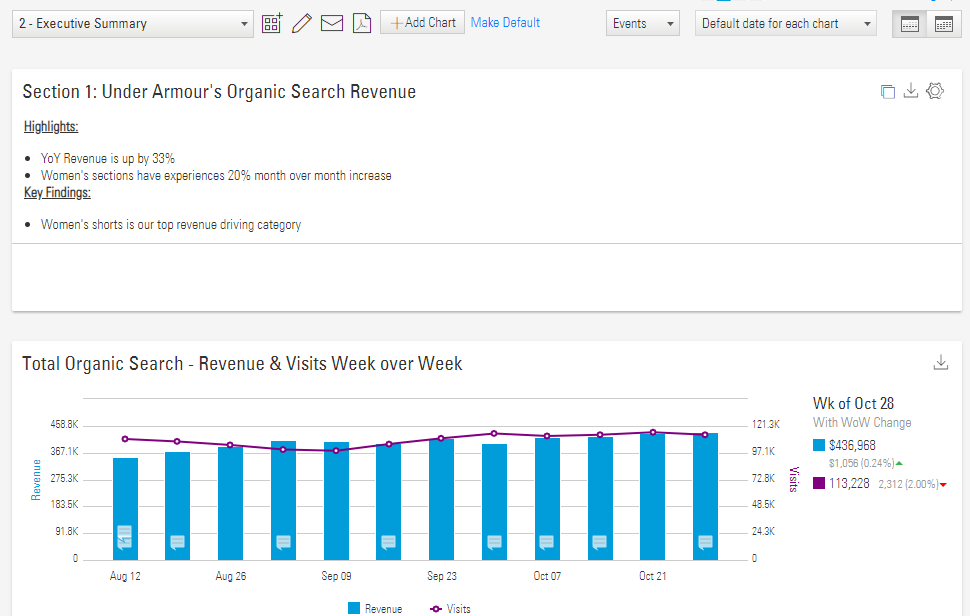 2 - Executive Summary
Add Chart
Make Default
Events
Default date for each chart
Section 1: Under Armour's Organic Search Revenue
Highlights:
YoY Revenue is up by 33%
Women's sections have experiences 20% month over month increase
Key Findings:
Women's shorts is our top revenue driving category
Total Organic Search - Revenue & Visits Week over Week
Wk of Oct 28
With WoW Change
$436,968
$1,056 (0.24%)
113,228 2,312 (2.00%)
Revenue
458.8K
367.1K
275.3K
183.5K
91.8K
0
121.3K
97.1K
72.8K
48.5K
24.3K
0
Visits
Aug 12 Aug 26 Sep 09 Sep 23 Oct 07 Oct 21
Revenue Visits